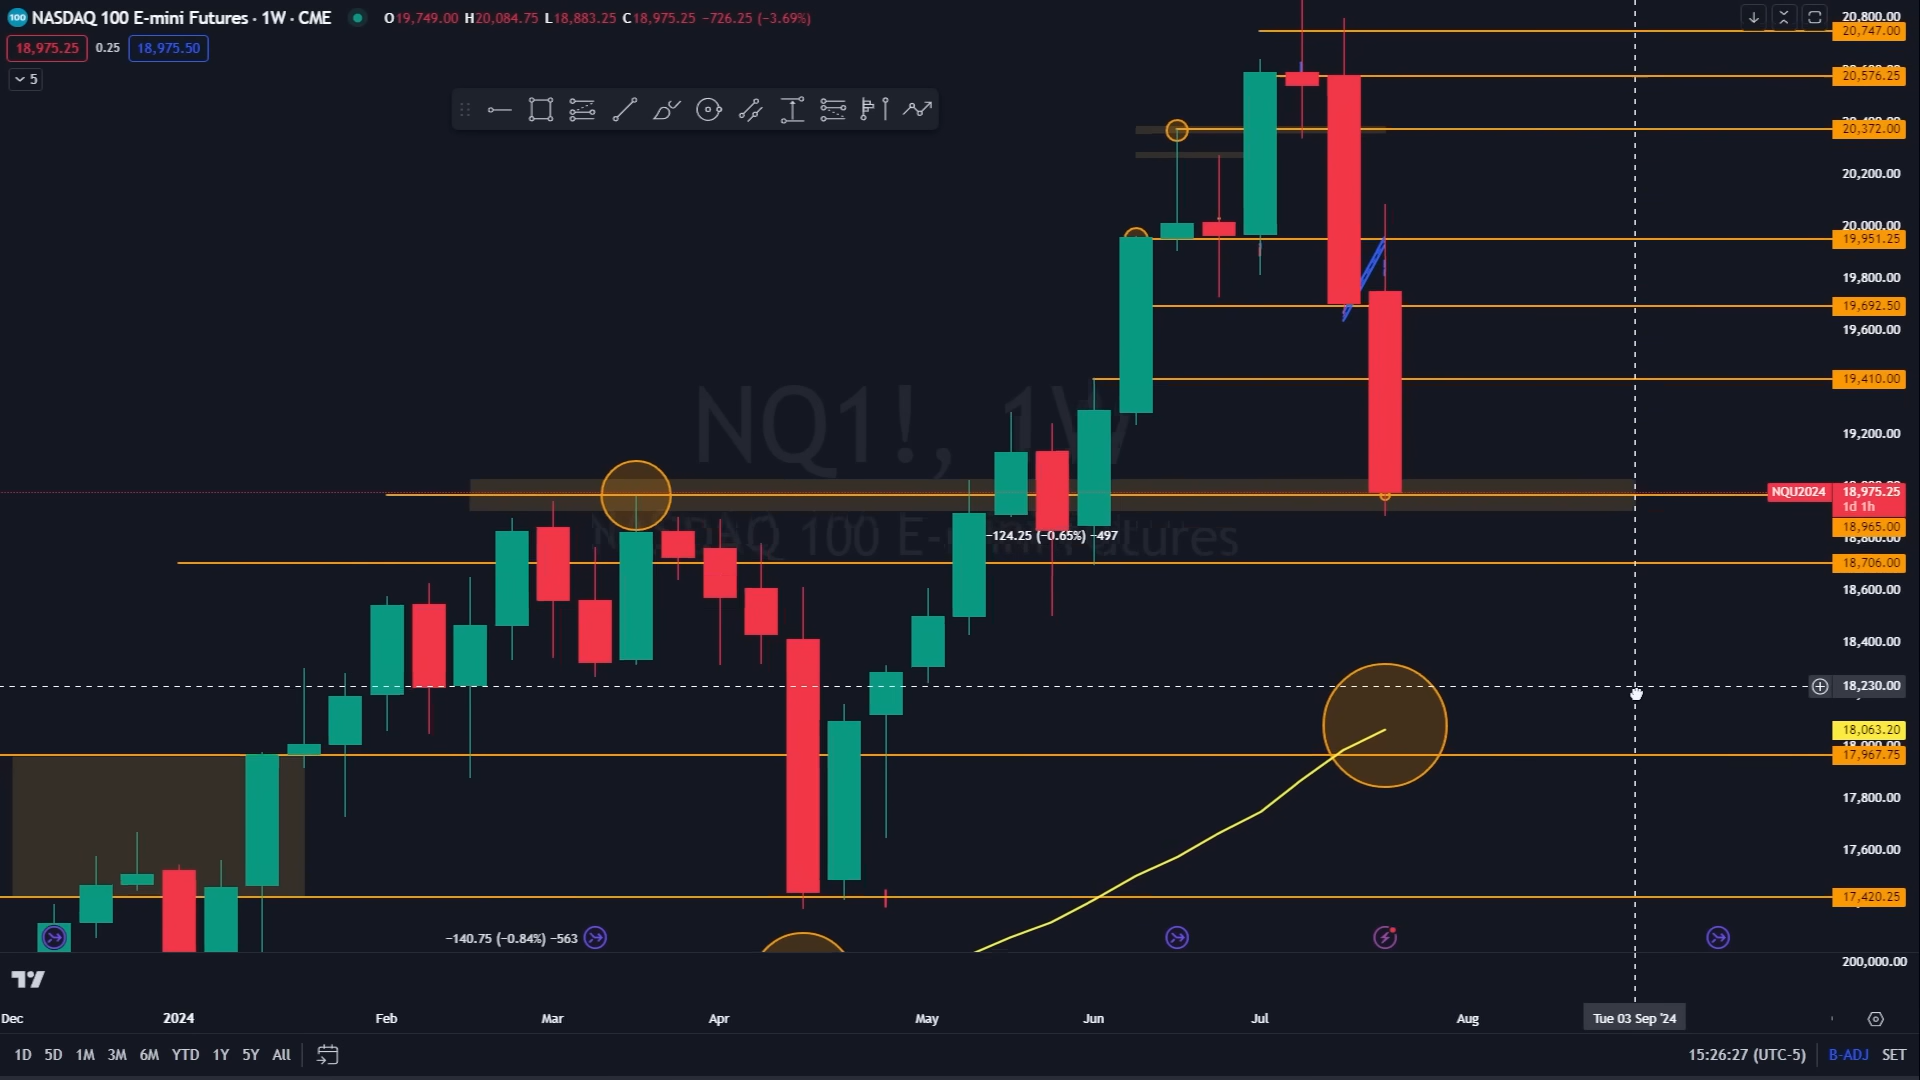 NASDAQ 100 E-mini Futures · 1W · CME O19,749.00 H20,084.75 L18,883.25 C18,975.25 −726.25 (−3.69%)
18,975.25 0.25 18,975.50
5
20,800.00
20,747.00
20,576.25
20,372.00
20,200.00
20,000.00
19,951.25
19,800.00
19,692.50
19,600.00
19,410.00
19,200.00
NQ1!, 1W
NASDAQ 100 E-mini Futures
NQU2024 18,975.25
1d 1h
18,965.00
18,800.00
−124.25 (−0.65%) −497
18,706.00
18,600.00
18,400.00
18,230.00
18,063.20
18,000.00
17,967.75
17,800.00
17,600.00
17,420.25
−140.75 (−0.84%) −563
200,000.00
Dec 2024 Feb Mar Apr May Jun Jul Aug Tue 03 Sep '24
1D 5D 1M 3M 6M YTD 1Y 5Y All 15:26:27 (UTC-5) B-ADJ SET